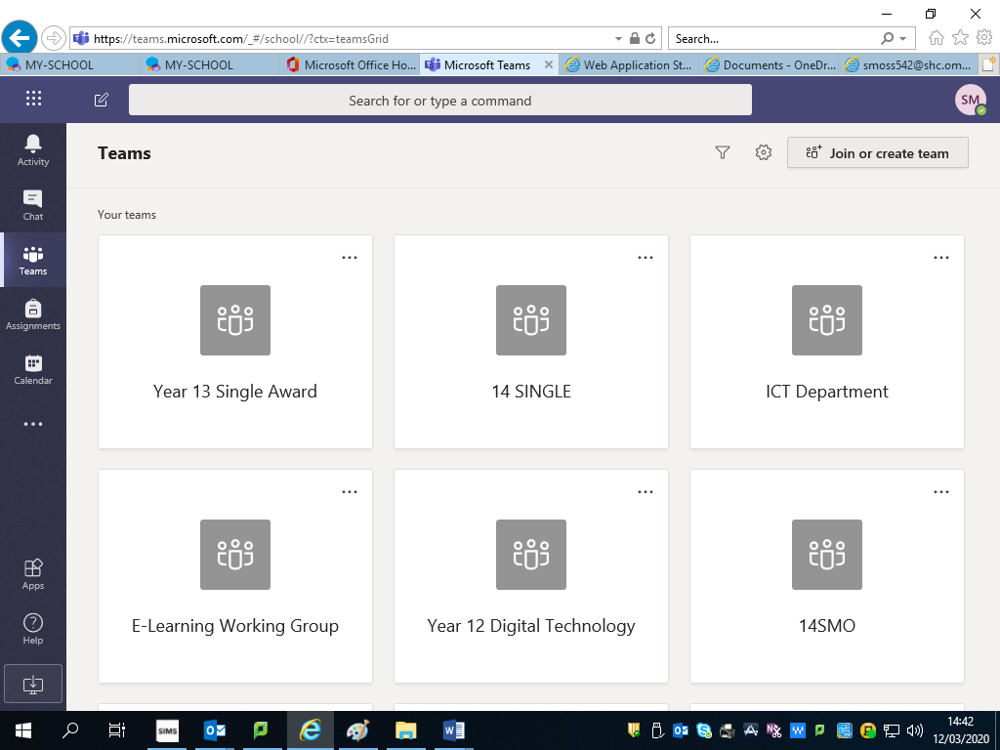 https://teams.microsoft.com/_#/school//?ctx=teamsGrid
Search...
MY-SCHOOL
MY-SCHOOL
Microsoft Office Ho...
Microsoft Teams
Web Application St...
Documents - OneDr...
smoss542@shc.om...
Search for or type a command
SM
Activity
Chat
Teams
Assignments
Calendar
Apps
Help
Teams
Join or create team
Your teams
Year 13 Single Award
14 SINGLE
ICT Department
E-Learning Working Group
Year 12 Digital Technology
14SMO
SIMS
14:42
12/03/2020